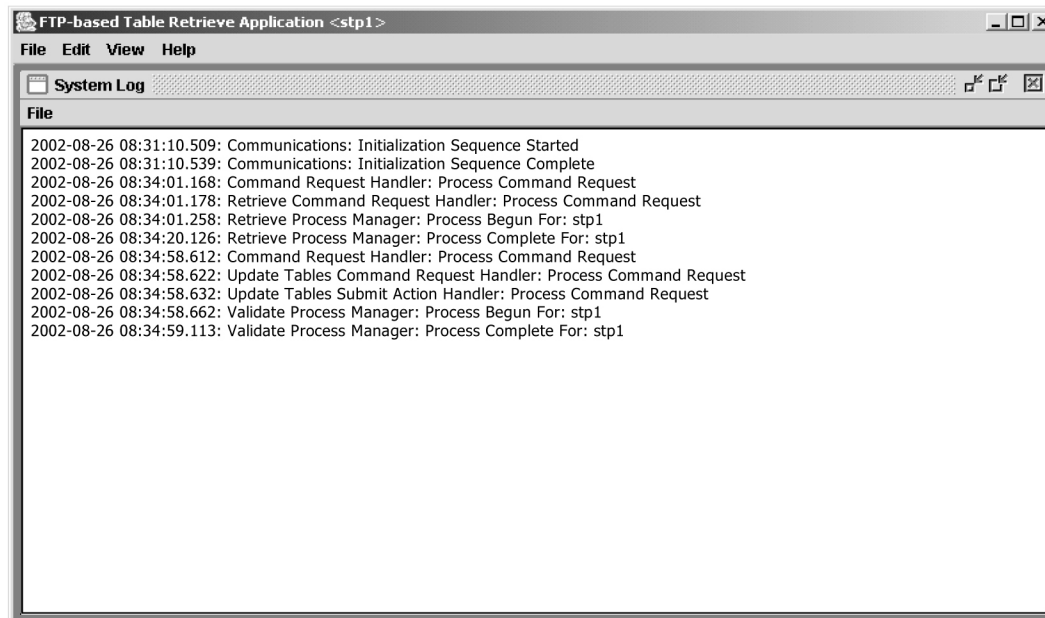 FTP-based Table Retrieve Application <stp1>
File Edit View Help
System Log
File
2002-08-26 08:31:10.509: Communications: Initialization Sequence Started
2002-08-26 08:31:10.539: Communications: Initialization Sequence Complete
2002-08-26 08:34:01.168: Command Request Handler: Process Command Request
2002-08-26 08:34:01.178: Retrieve Command Request Handler: Process Command Request
2002-08-26 08:34:01.258: Retrieve Process Manager: Process Begun For: stp1
2002-08-26 08:34:20.126: Retrieve Process Manager: Process Complete For: stp1
2002-08-26 08:34:58.612: Command Request Handler: Process Command Request
2002-08-26 08:34:58.622: Update Tables Command Request Handler: Process Command Request
2002-08-26 08:34:58.632: Update Tables Submit Action Handler: Process Command Request
2002-08-26 08:34:58.662: Validate Process Manager: Process Begun For: stp1
2002-08-26 08:34:59.113: Validate Process Manager: Process Complete For: stp1